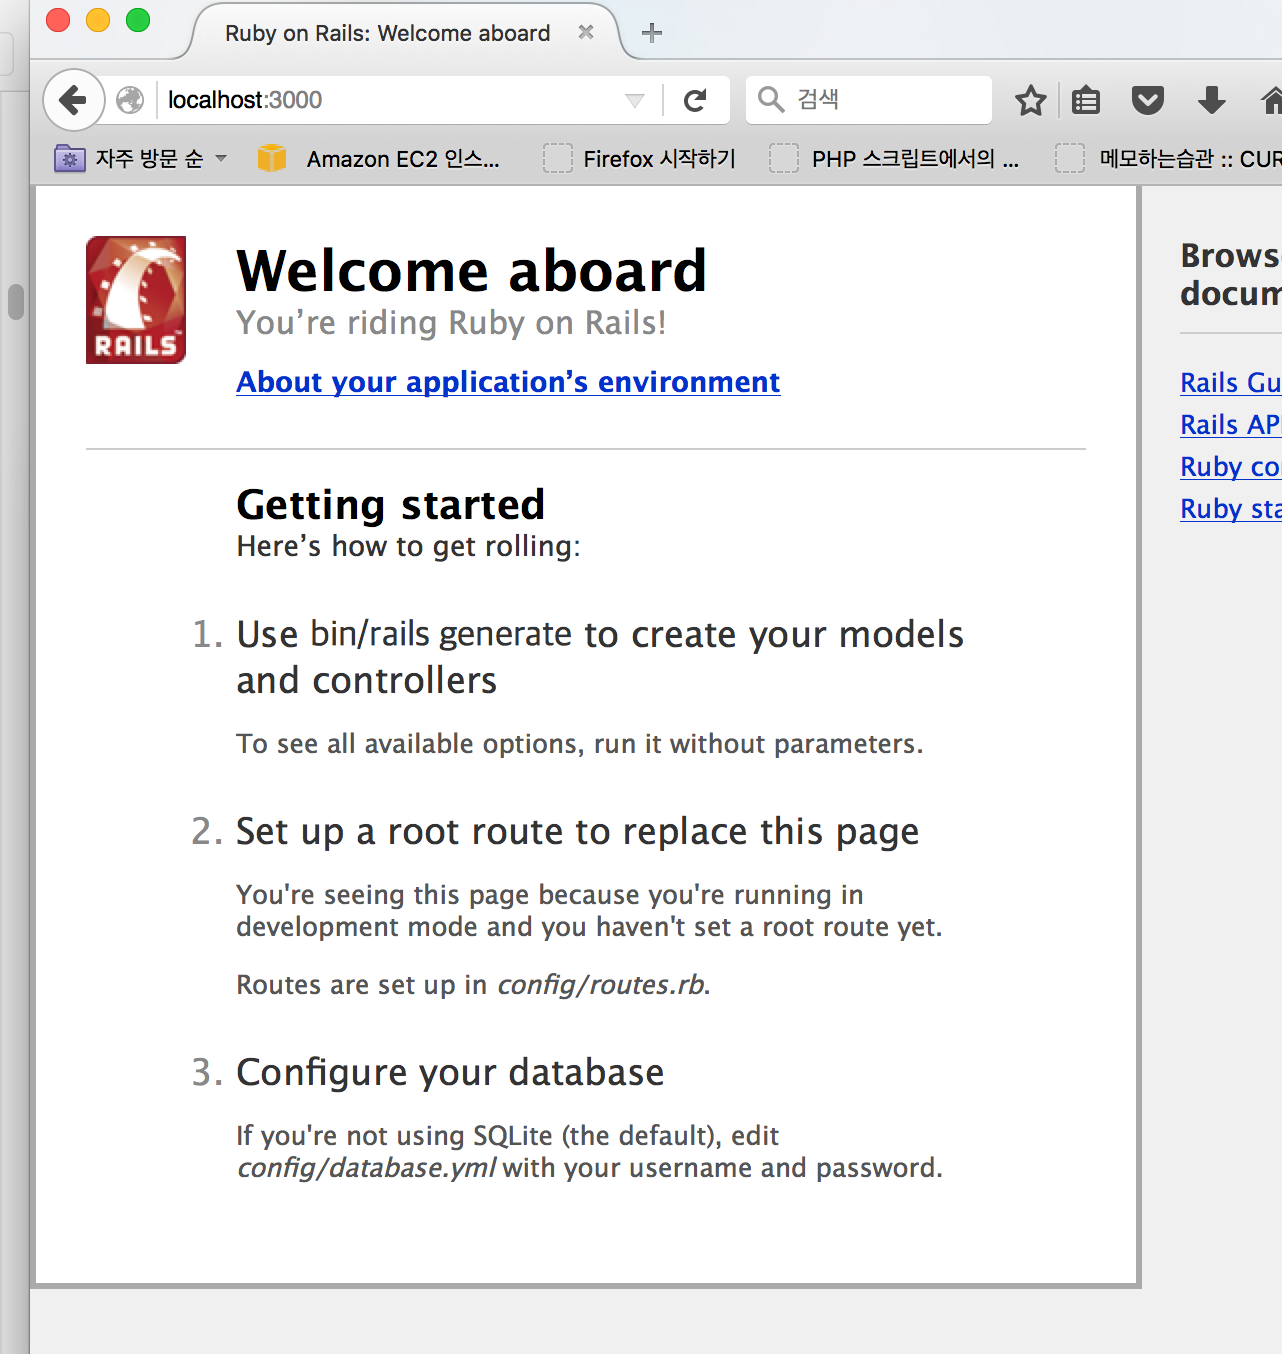 Ruby on Rails: Welcome aboard
localhost:3000
검색
자주 방문 순
Amazon EC2 인스...
Firefox 시작하기
PHP 스크립트에서의 ...
메모하는습관 :: CUR
RAILS
Welcome aboard
You’re riding Ruby on Rails!
About your application’s environment
Getting started
Here’s how to get rolling:
1. Use bin/rails generate to create your models
and controllers
To see all available options, run it without parameters.
2. Set up a root route to replace this page
You're seeing this page because you're running in
development mode and you haven't set a root route yet.
Routes are set up in config/routes.rb.
3. Configure your database
If you're not using SQLite (the default), edit
config/database.yml with your username and password.
Brows
docum
Rails Gu
Rails API
Ruby co
Ruby sta